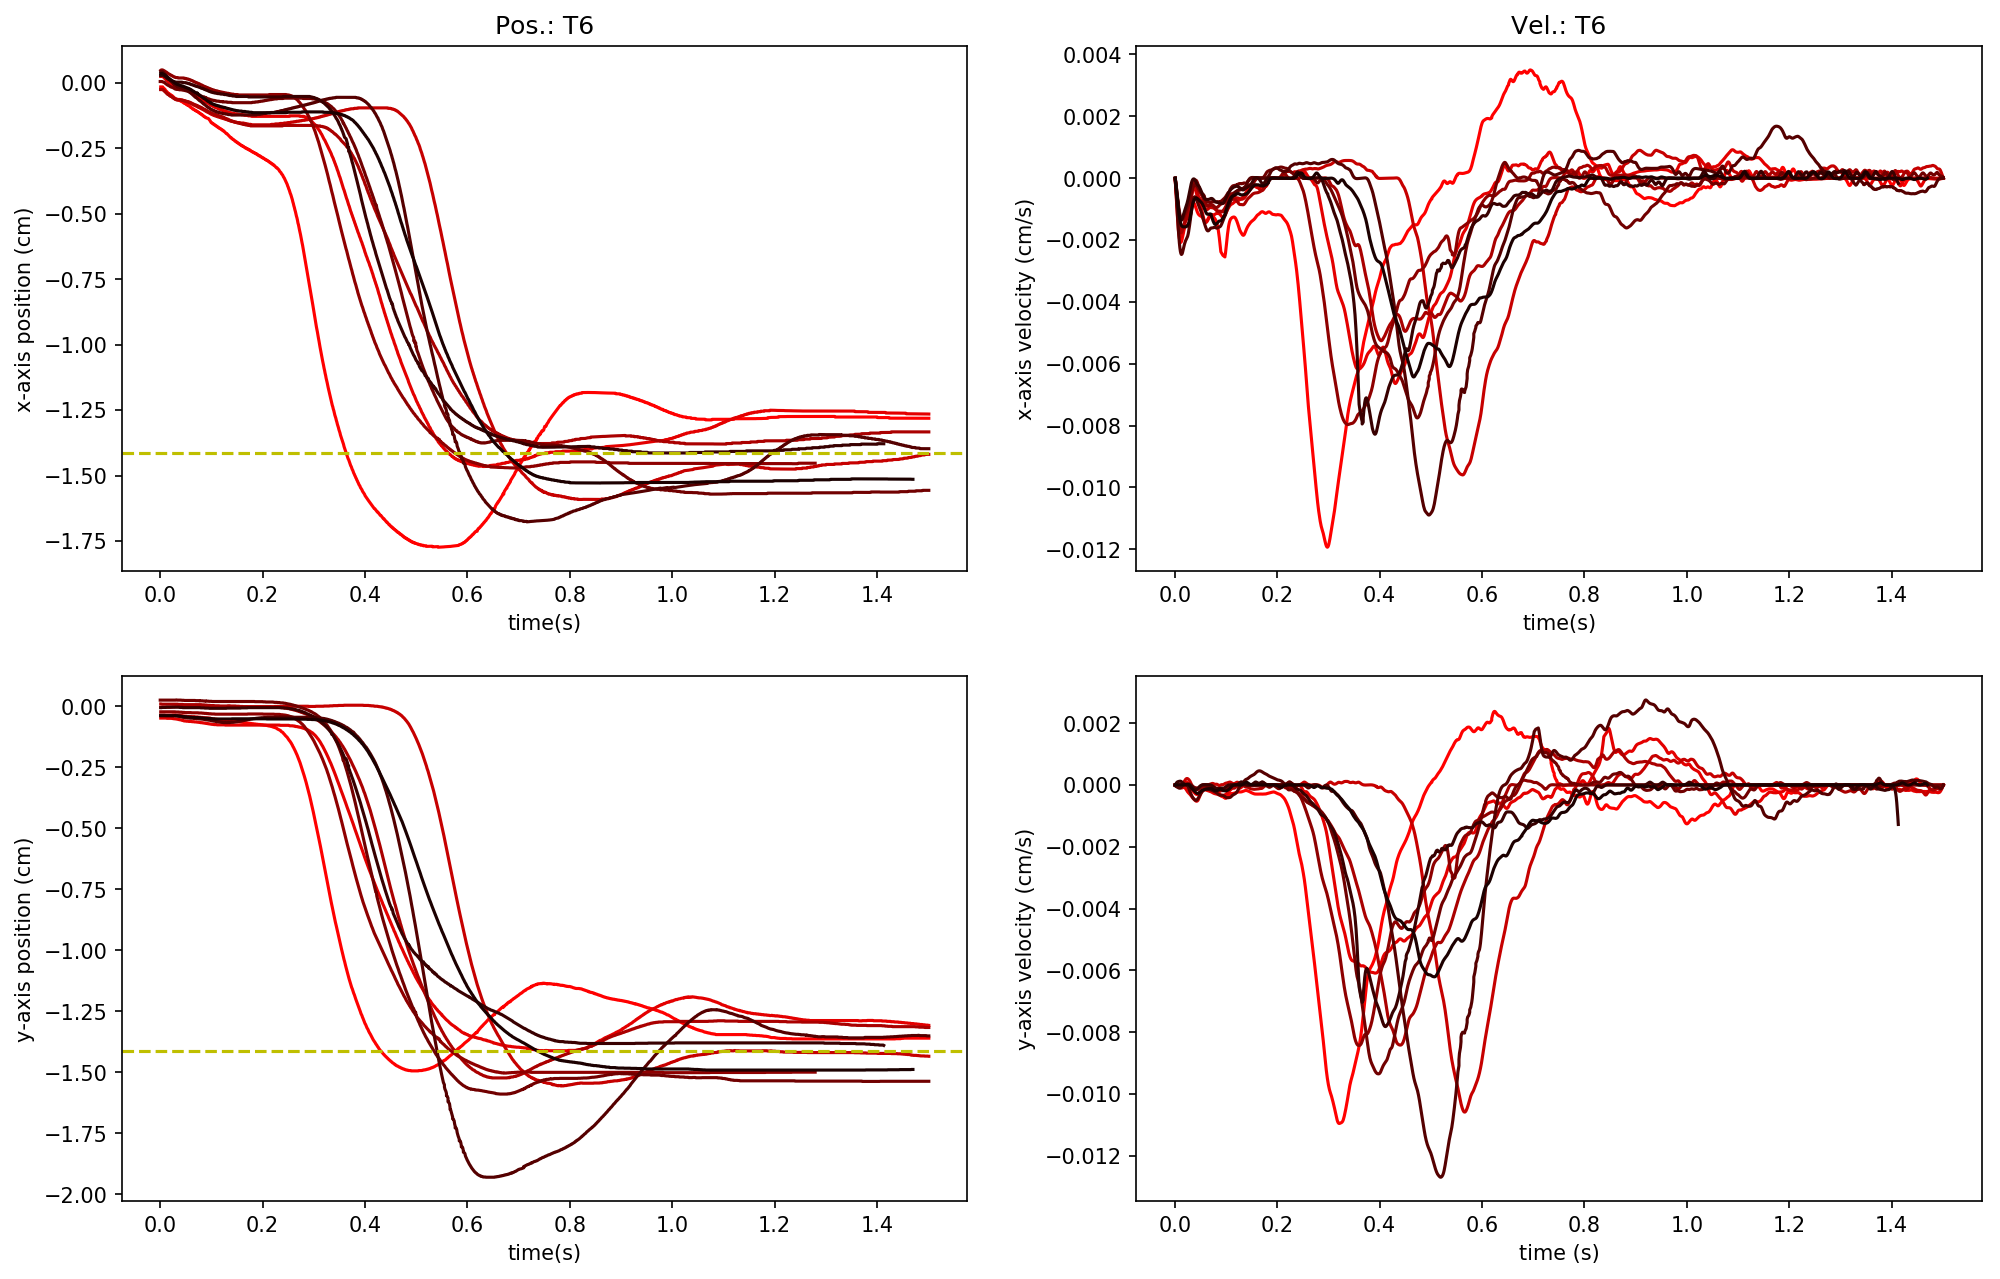 Pos.: T6
0.00
−0.25
−0.50
−0.75
−1.00
−1.25
−1.50
−1.75
x-axis position (cm)
0.0 0.2 0.4 0.6 0.8 1.0 1.2 1.4
time(s)
Vel.: T6
0.004
0.002
0.000
−0.002
−0.004
−0.006
−0.008
−0.010
−0.012
x-axis velocity (cm/s)
0.0 0.2 0.4 0.6 0.8 1.0 1.2 1.4
time(s)
0.00
−0.25
−0.50
−0.75
−1.00
−1.25
−1.50
−1.75
−2.00
y-axis position (cm)
0.0 0.2 0.4 0.6 0.8 1.0 1.2 1.4
time(s)
0.002
0.000
−0.002
−0.004
−0.006
−0.008
−0.010
−0.012
y-axis velocity (cm/s)
0.0 0.2 0.4 0.6 0.8 1.0 1.2 1.4
time (s)